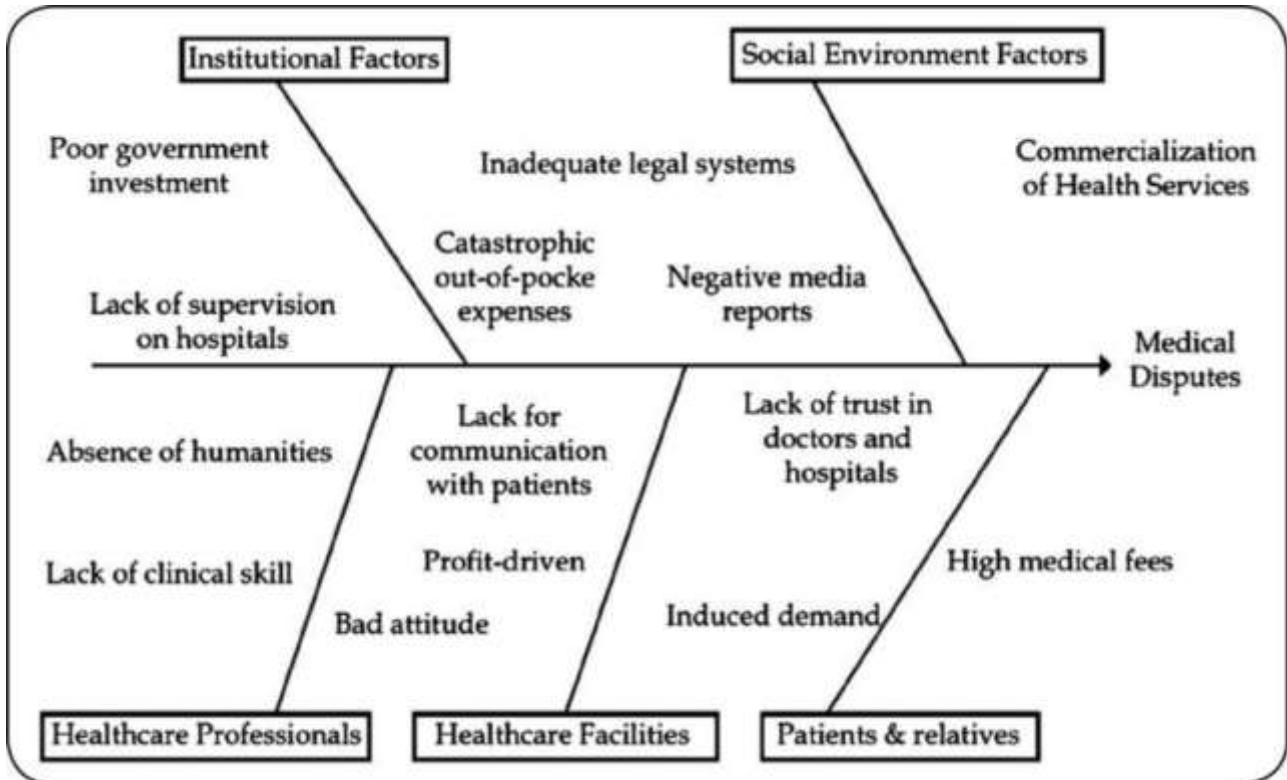 Institutional Factors
Social Environment Factors
Poor government
investment
Inadequate legal systems
Commercialization
of Health Services
Catastrophic
out-of-pocke
expenses
Negative media
reports
Lack of supervision
on hospitals
Medical
Disputes
Absence of humanities
Lack for
communication
with patients
Lack of trust in
doctors and
hospitals
Lack of clinical skill
Profit-driven
High medical fees
Bad attitude
Induced demand
Healthcare Professionals
Healthcare Facilities
Patients & relatives